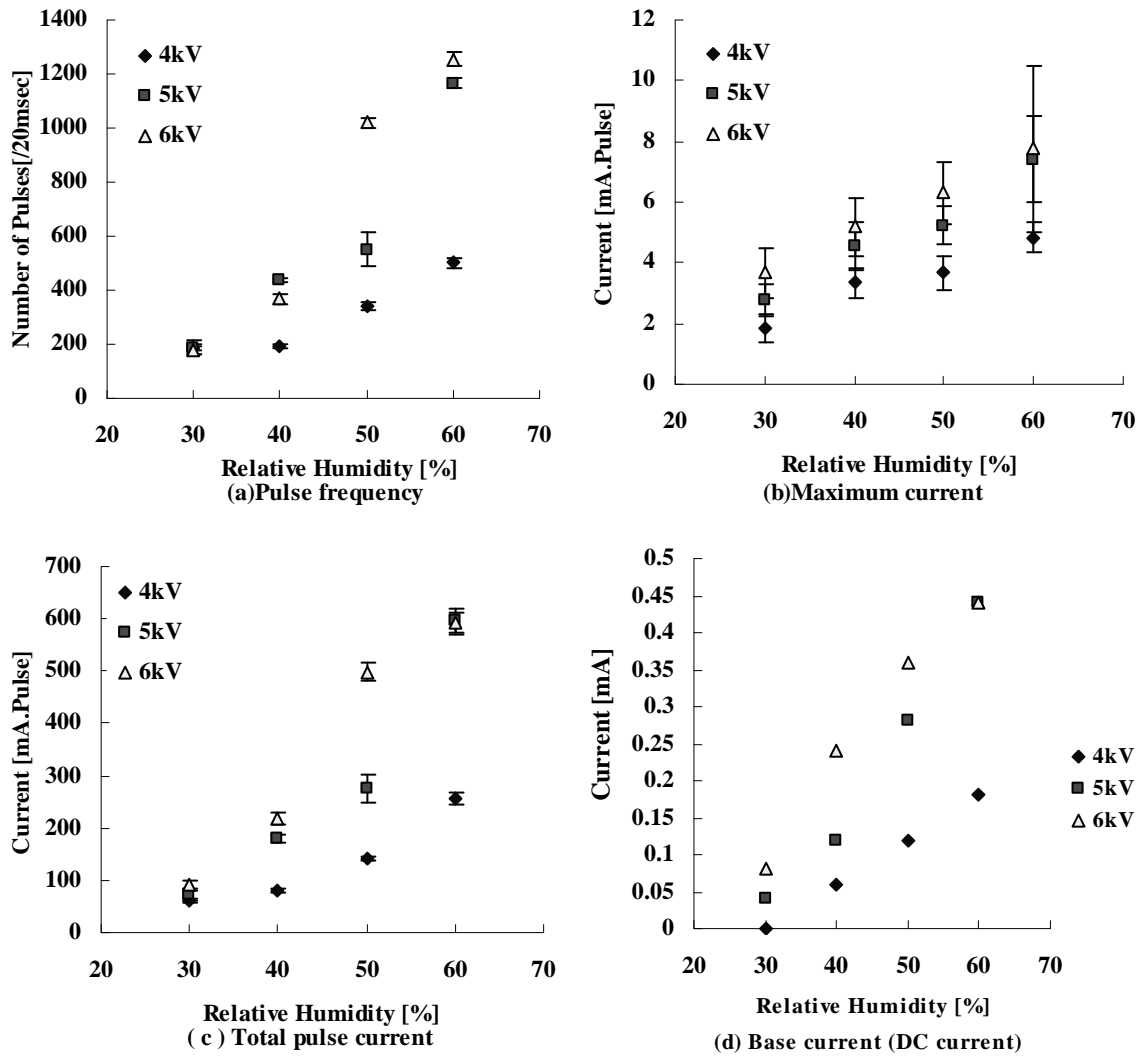 1400
1200
1000
800
600
400
200
0
Number of Pulses[/20msec]
4kV
5kV
6kV
20 30 40 50 60 70
Relative Humidity [%]
(a)Pulse frequency
12
10
8
6
4
2
0
Current [mA.Pulse]
4kV
5kV
6kV
20 30 40 50 60 70
Relative Humidity [%]
(b)Maximum current
700
600
500
400
300
200
100
0
Current [mA.Pulse]
4kV
5kV
6kV
20 30 40 50 60 70
Relative Humidity [%]
( c ) Total pulse current
0.5
0.45
0.4
0.35
0.3
0.25
0.2
0.15
0.1
0.05
0
Current [mA]
4kV
5kV
6kV
20 30 40 50 60 70
Relative Humidity [%]
(d) Base current (DC current)